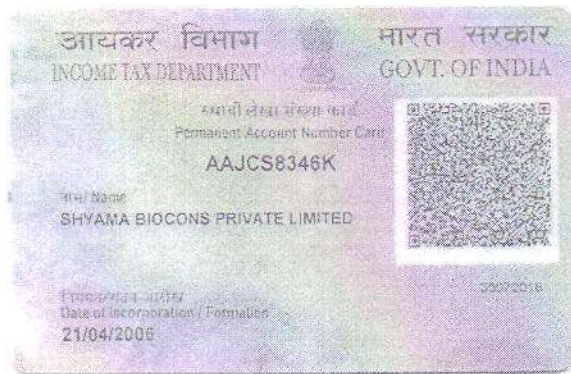 आयकर विभाग
भारत सरकार
INCOME TAX DEPARTMENT
GOVT. OF INDIA
स्थायी लेखा संख्या कार्ड
Permanent Account Number Card
AAJCS8346K
नाम/ Name
SHYAMA BIOCONS PRIVATE LIMITED
Date of Incorporation / Formation
21/04/2006